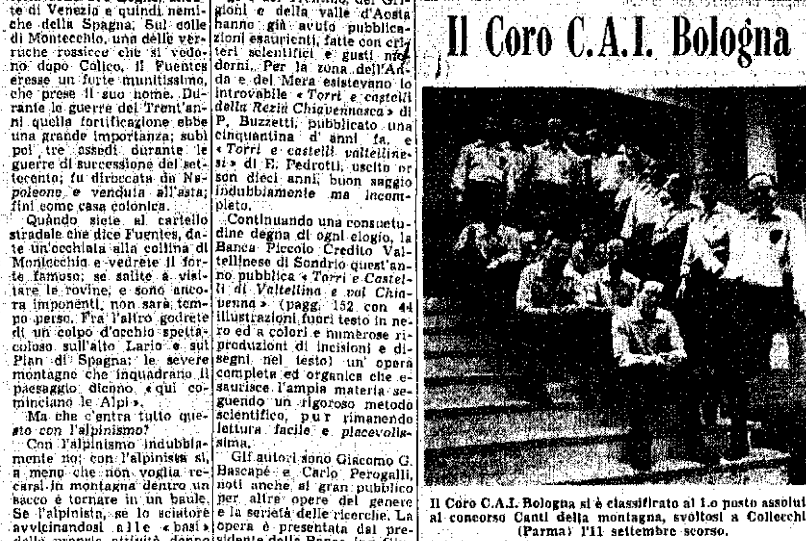 te di Venezia e quindi nemi-
che della Spagna. Sul colle
di Montecchio, una delle ver-
ruche rossicce che si vedo-
no dopo Colico, il Fuentes
eresse un forte munitissimo,
che prese il suo nome. Du-
rante le guerre dei Trent'an-
ni quella fortificazione ebbe
una grande importanza; subì
poi tre assedi durante le
guerre di successione del set-
tecento; fu diroccata da Na-
poleone e venduta all'asta;
finì come casa colonica.
Quando siete al cartello
stradale che dice Fuentes, da-
te un'occhiata alla collina di
Montecchio e vedrete il for-
te famoso; se salite a visi-
tare le rovine, e sono anco-
ra imponenti, non sarà tem-
po perso. Fra l'altro godrete
di un colpo d'occhio spetta-
coloso sull'alto Lario e sul
Pian di Spagna: le severe
montagne che inquadrano il
paesaggio dicono «qui co-
minciano le Alpi».
Ma che c'entra tutto que-
sto con l'alpinismo?
Con l'alpinismo indubbia-
mente no; con l'alpinista sì,
a meno che non voglia re-
carsi in montagna dentro un
sacco e tornare in un baule.
Se l'alpinista, se lo sciatore
avvicinandosi alle «basi»
della propria attività danno
gioni e della valle d'Aosta
hanno già avuto pubblica-
zioni esaurienti, fatte con cri-
teri scientifici e gusti mo-
derni. Per la zona dell'Ad-
da e del Mera esistevano lo
introvabile «Torri e castelli
della Rezia Chiavennasca» di
P. Buzzetti, pubblicato una
cinquantina d'anni fa, e
«Torri e castelli valtelline-
si» di E. Pedrotti, uscito or
son dieci anni, buon saggio
indubbiamente ma incom-
pleto.
Continuando una consuetu-
dine degna di ogni elogio, la
Banca Piccolo Credito Val-
tellinese di Sondrio quest'an-
no pubblica «Torri e Castel-
li di Valtellina e val Chia-
venna» (pagg. 152 con 44
illustrazioni fuori testo in ne-
ro ed a colori e numerose ri-
produzioni di incisioni e di-
segni nel testo) un'opera
completa ed organica che e-
saurisce l'ampia materia se-
guendo un rigoroso metodo
scientifico, pur rimanendo
lettura facile e placevolis-
sima.
Gli autori sono Giacomo G.
Bascapé e Carlo Perogalli,
noti anche al gran pubblico
per altre opere del genere
e la serietà delle ricerche. La
opera è presentata dal pre-
Il Coro C.A.I. Bologna
Il Coro C.A.I. Bologna si è classificato al 1.o posto assolut
al concorso Canti della montagna, svoltosi a Collecchi
(Parma) l'11 settembre scorso.